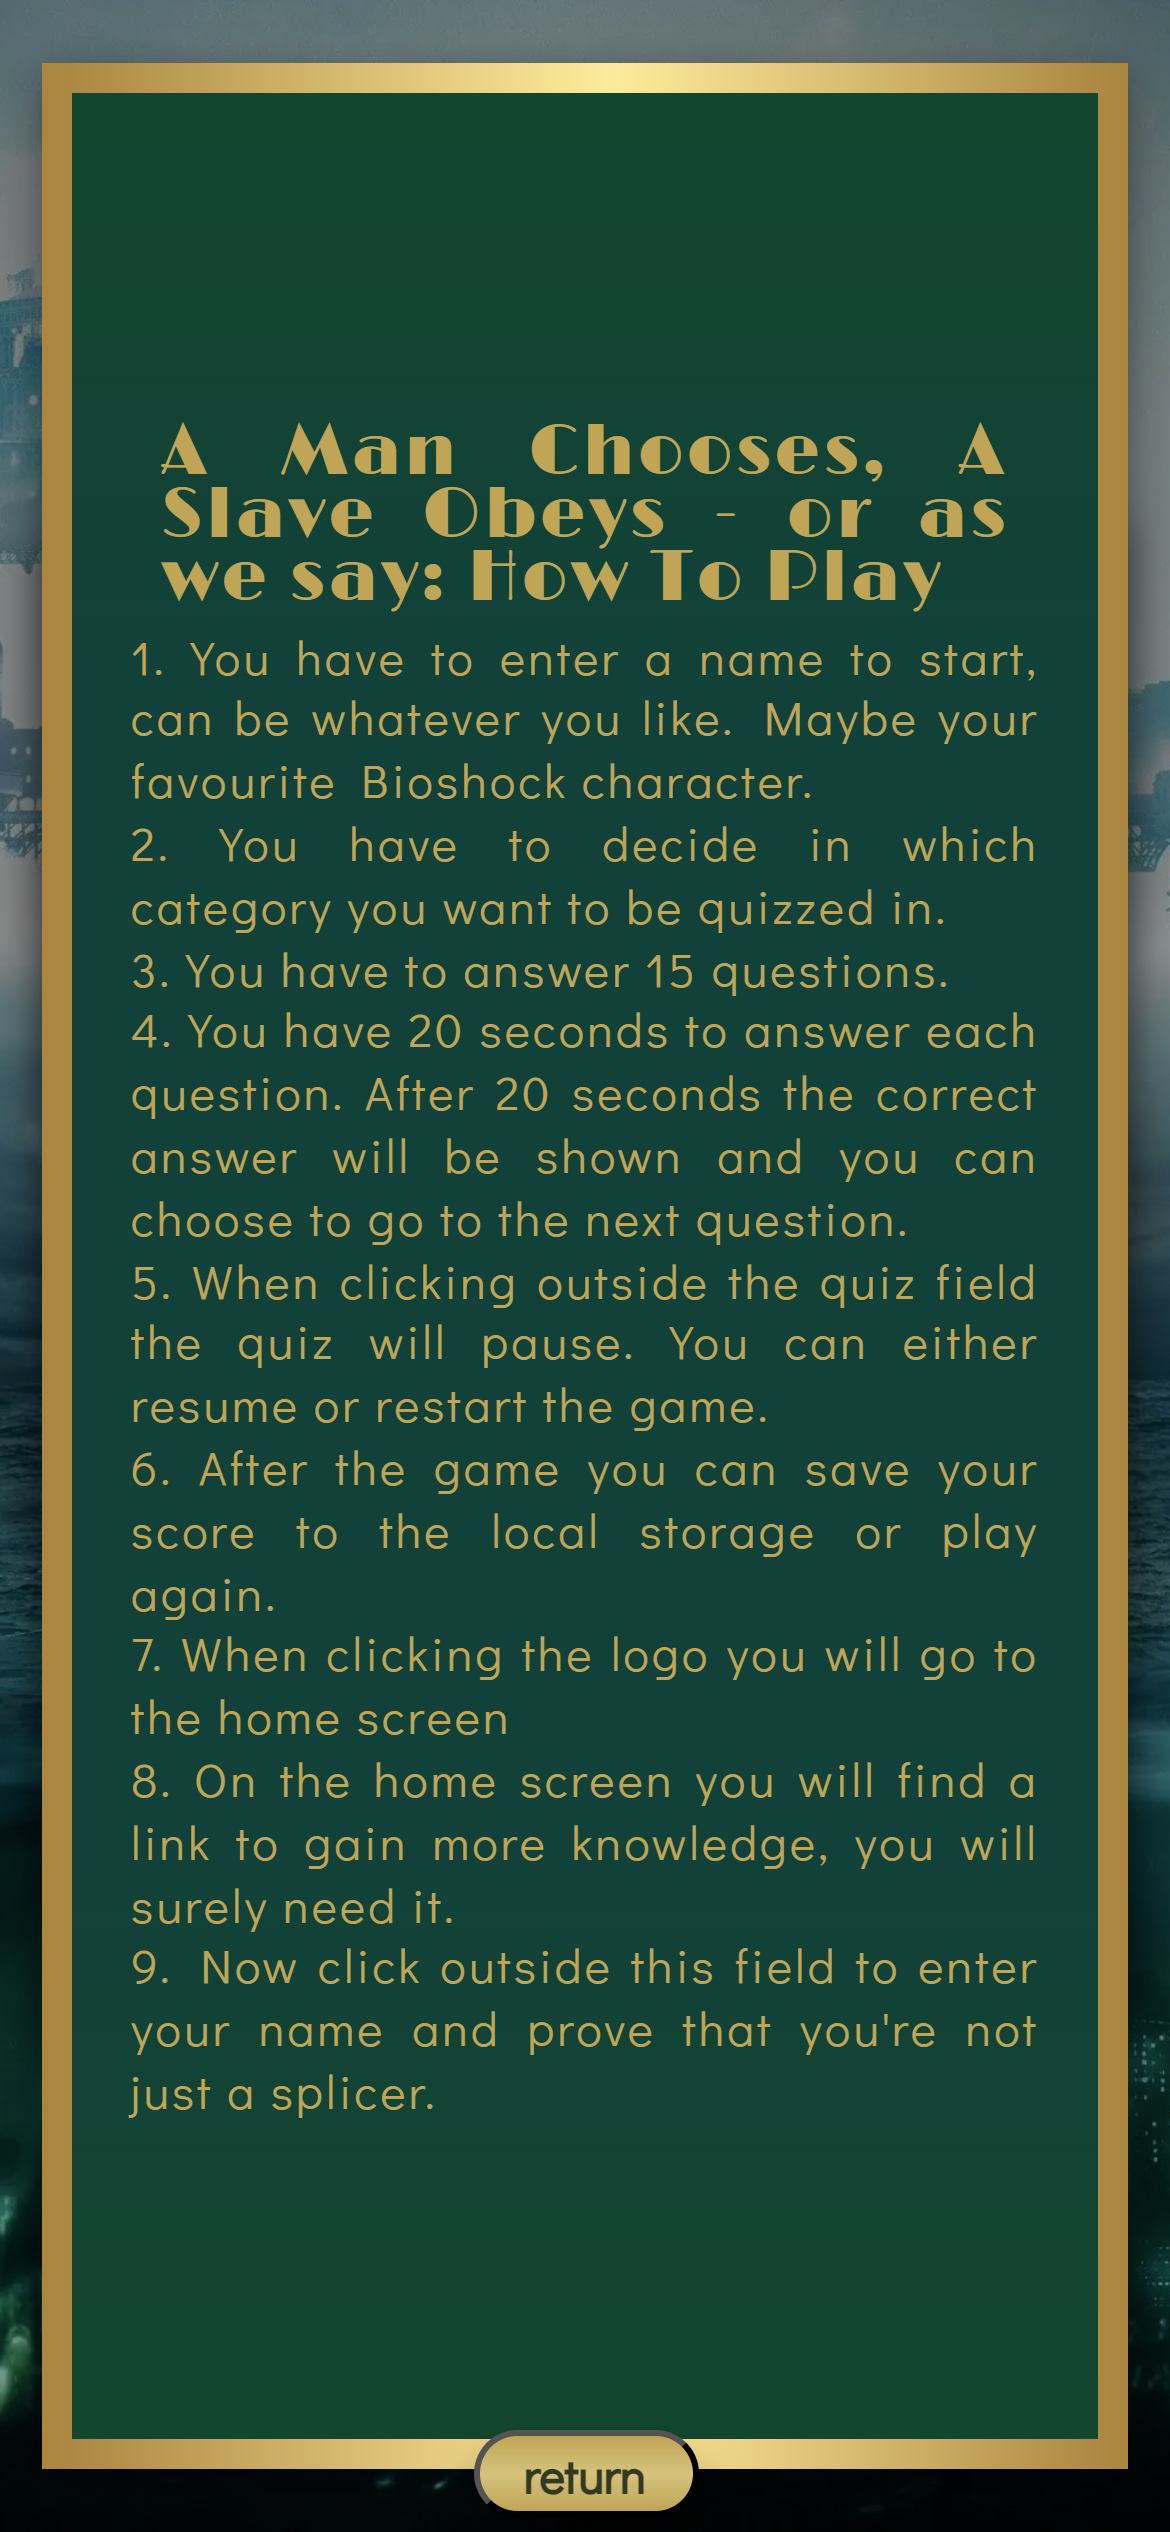 A Man Chooses, A
Slave Obeys - or as
we say: How To Play
1. You have to enter a name to start,
can be whatever you like. Maybe your
favourite Bioshock character.
2. You have to decide in which
category you want to be quizzed in.
3. You have to answer 15 questions.
4. You have 20 seconds to answer each
question. After 20 seconds the correct
answer will be shown and you can
choose to go to the next question.
5. When clicking outside the quiz field
the quiz will pause. You can either
resume or restart the game.
6. After the game you can save your
score to the local storage or play
again.
7. When clicking the logo you will go to
the home screen
8. On the home screen you will find a
link to gain more knowledge, you will
surely need it.
9. Now click outside this field to enter
your name and prove that you're not
just a splicer.
return